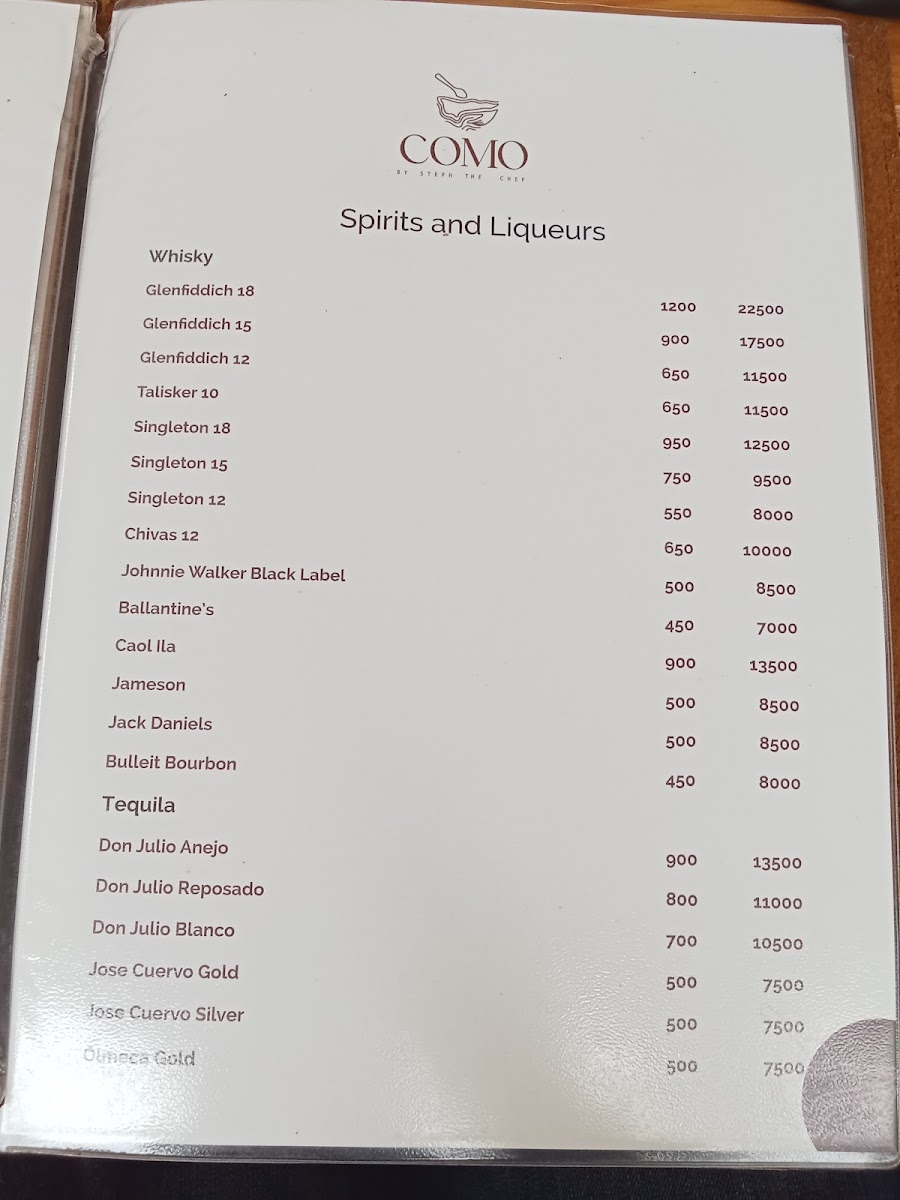 COMO
BY STEPH THE CHEF
Spirits and Liqueurs
Whisky
Glenfiddich 18 1200 22500
Glenfiddich 15 900 17500
Glenfiddich 12 650 11500
Talisker 10 650 11500
Singleton 18 950 12500
Singleton 15 750 9500
Singleton 12 550 8000
Chivas 12 650 10000
Johnnie Walker Black Label 500 8500
Ballantine's 450 7000
Caol Ila 900 13500
Jameson 500 8500
Jack Daniels 500 8500
Bulleit Bourbon 450 8000
Tequila
Don Julio Anejo 900 13500
Don Julio Reposado 800 11000
Don Julio Blanco 700 10500
Jose Cuervo Gold 500 7500
Jose Cuervo Silver 500 7500
Olmeca Gold 500 7500